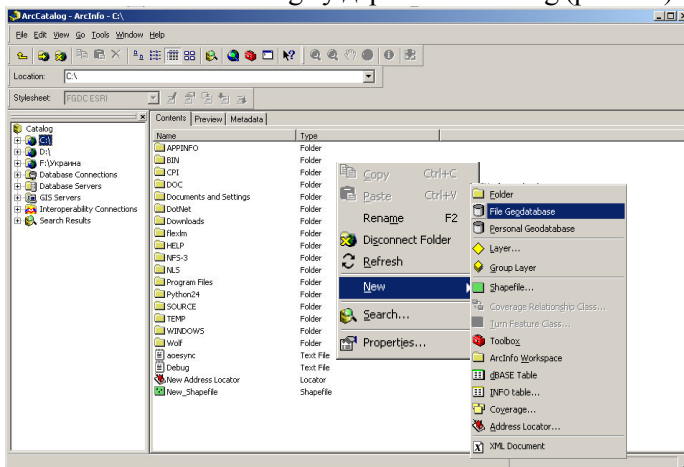 ArcCatalog - ArcInfo - C:\
File Edit View Go Tools Window Help
Location: C:\
Stylesheet: FGDC ESRI
Contents Preview Metadata
Catalog
C:\
D:\
F:\Украина
Database Connections
Database Servers
GIS Servers
Interoperability Connections
Search Results
Name Type
APPINFO Folder
BIN Folder
CPI Folder
DOC Folder
Documents and Settings Folder
DotNet Folder
Downloads Folder
flexlm Folder
HELP Folder
NFS-3 Folder
NLS Folder
Program Files Folder
Python24 Folder
SOURCE Folder
TEMP Folder
WINDOWS Folder
Wolf Folder
aoesync Text File
Debug Text File
New Address Locator Locator
New_Shapefile Shapefile
Copy Ctrl+C
Paste Ctrl+V
Rename F2
Disconnect Folder
Refresh
New
Search...
Properties...
Folder
File Geodatabase
Personal Geodatabase
Layer...
Group Layer
Shapefile...
Coverage Relationship Class...
Turn Feature Class...
Toolbox
ArcInfo Workspace
dBASE Table
INFO table...
Coverage...
Address Locator...
XML Document